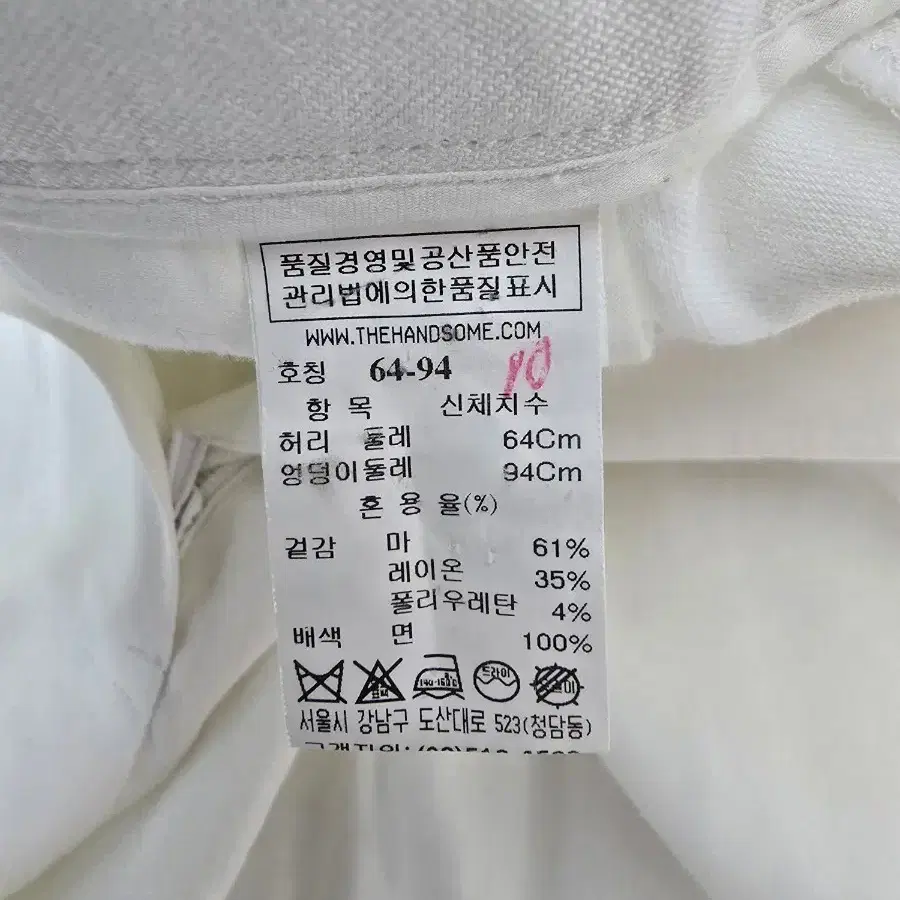 품질경영및공산품안전
관리법에의한품질표시
WWW.THEHANDSOME.COM
호칭 64-94 10
항 목 신체치수
허리 둘레 64Cm
엉덩이둘레 94Cm
혼 용 율(%)
겉감 마 61%
레이온 35%
폴리우레탄 4%
배색 면 100%
표백 140-160℃ 드라이
서울시 강남구 도산대로 523(청담동)